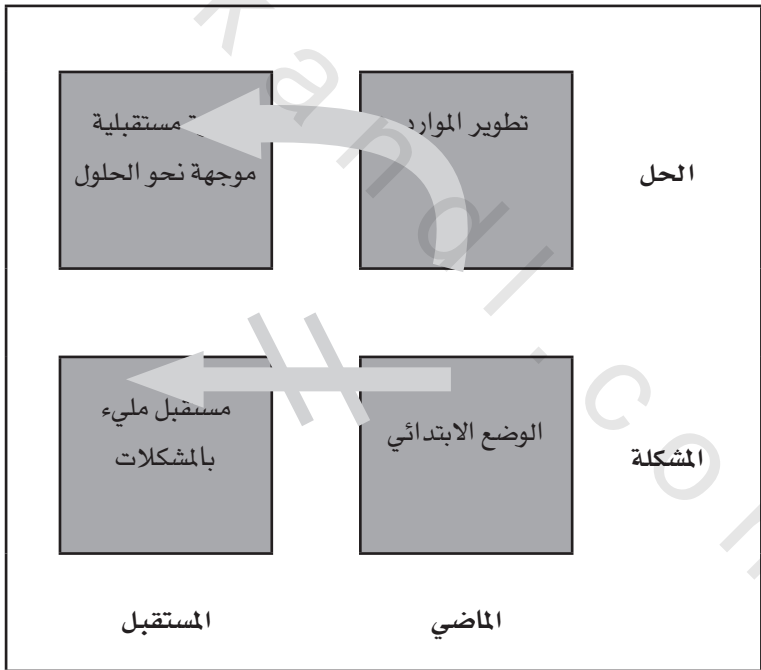 الحل
تطوير الموارد
مستقبلية
موجهة نحو الحلول
المشكلة
الوضع الابتدائي
مستقبل مليء
بالمشكلات
الماضي
المستقبل